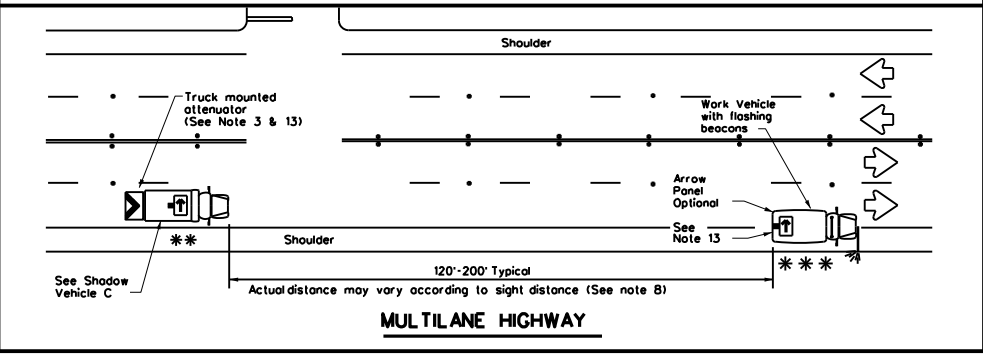 Shoulder
Truck mounted
attenuator
(See Note 3 & 13)
Work Vehicle
with flashing
beacons
Arrow
Panel
Optional
See
Note 13
**
Shoulder
***
See Shadow
Vehicle C
120'-200' Typical
Actual distance may vary according to sight distance (See note 8)
MULTILANE HIGHWAY